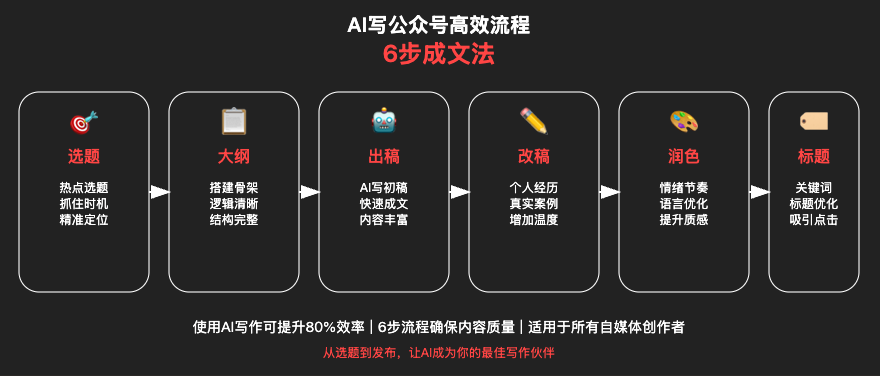 AI写公众号高效流程
6步成文法
选题
热点选题
抓住时机
精准定位
大纲
搭建骨架
逻辑清晰
结构完整
出稿
AI写初稿
快速成文
内容丰富
改稿
个人经历
真实案例
增加温度
润色
情绪节奏
语言优化
提升质感
标题
关键词
标题优化
吸引点击
使用AI写作可提升80%效率 | 6步流程确保内容质量 | 适用于所有自媒体创作者
从选题到发布，让AI成为你的最佳写作伙伴